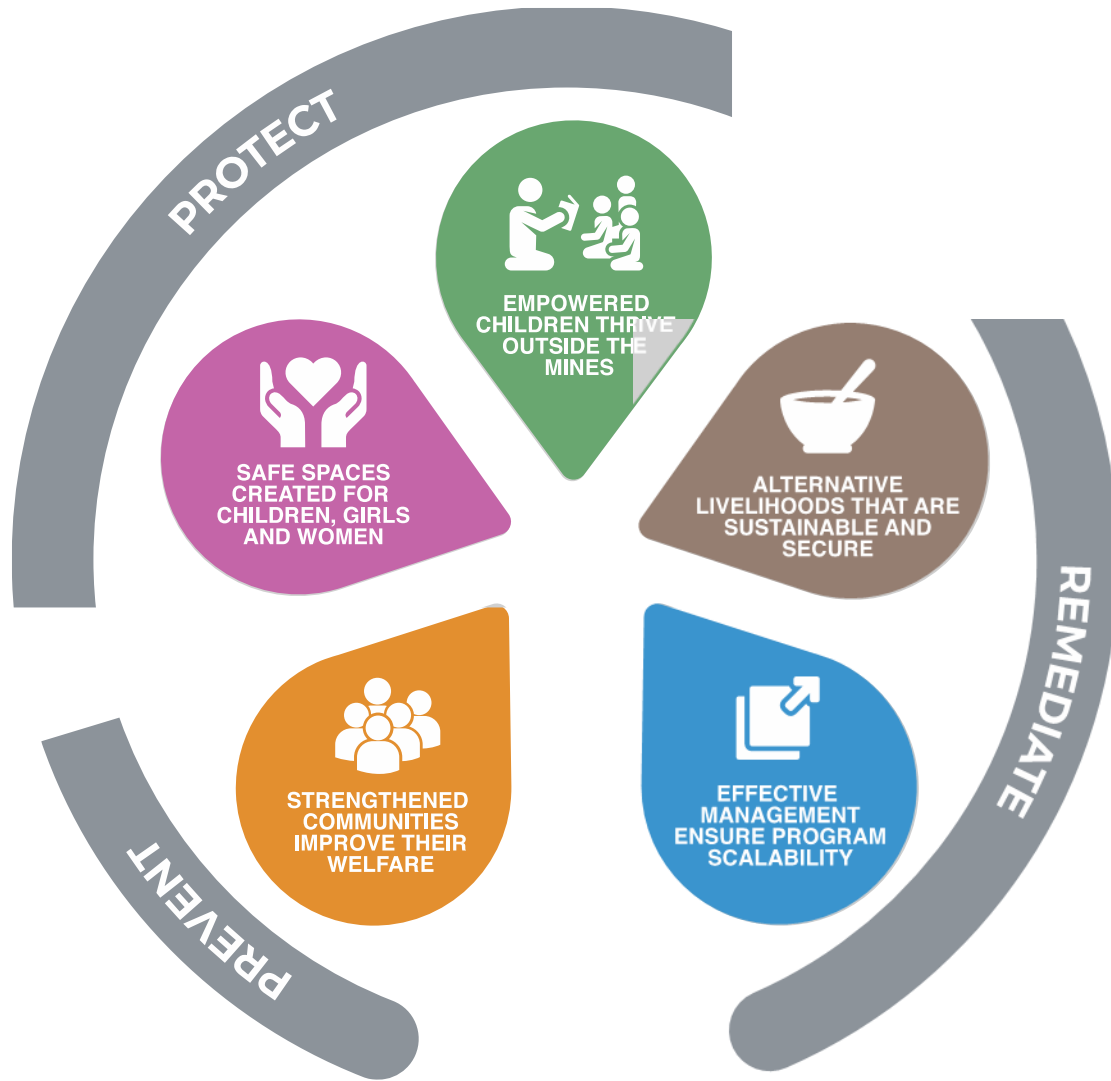 PROTECT
EMPOWERED
CHILDREN THRIVE
OUTSIDE THE
MINES
SAFE SPACES
CREATED FOR
CHILDREN, GIRLS
AND WOMEN
ALTERNATIVE
LIVELIHOODS THAT ARE
SUSTAINABLE AND
SECURE
REMEDIATE
STRENGTHENED
COMMUNITIES
IMPROVE THEIR
WELFARE
EFFECTIVE
MANAGEMENT
ENSURE PROGRAM
SCALABILITY
PREVENT